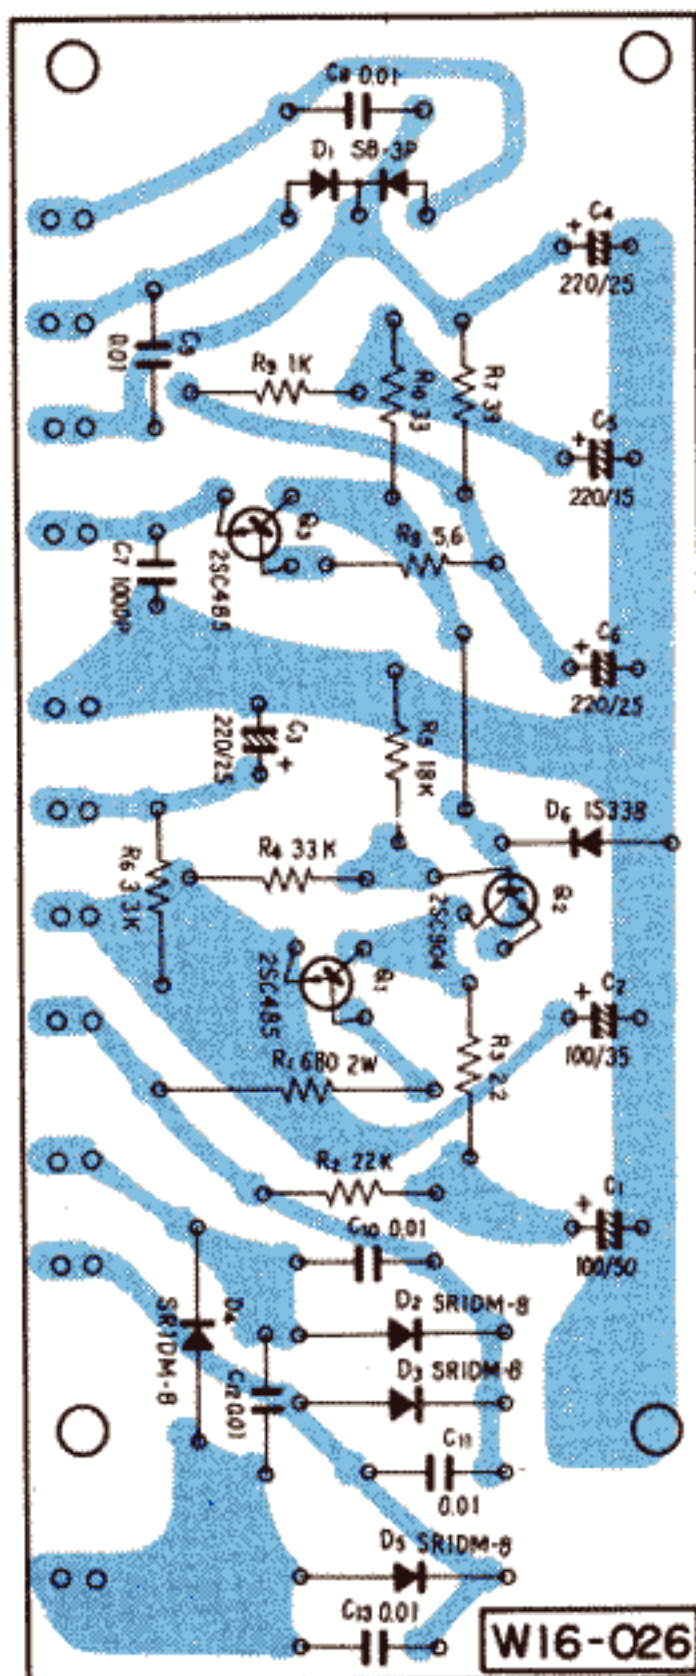 C8 0.01
D1 SB-3P
C4
220/25
C9
0.01
R9 1K
R10 33
R7 39
C5
220/15
Q3
2SC485
R8 5.6
C7 1000P
C6
220/25
C3
220/25
R5 18K
D6 1S338
R6 3.3K
R4 33K
Q2
2SC904
Q1
2SC485
C2
100/35
R1 680 2W
R3 2.2
R2 22K
C1
100/50
C10 0.01
D4
SR1DM-8
D2 SR1DM-8
D3 SR1DM-8
C12 0.01
0.01
D5 SR1DM-8
C13 0.01
W16-026